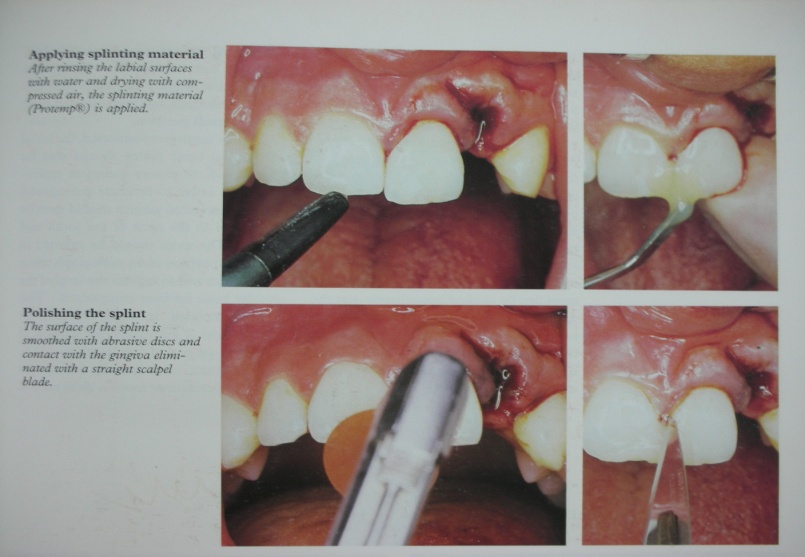 Applying splinting material
After rinsing the labial surfaces
with water and drying with com-
pressed air, the splinting material
(Protemp®) is applied.
Polishing the splint
The surface of the splint is
smoothed with abrasive discs and
contact with the gingiva elimi-
nated with a straight scalpel
blade.